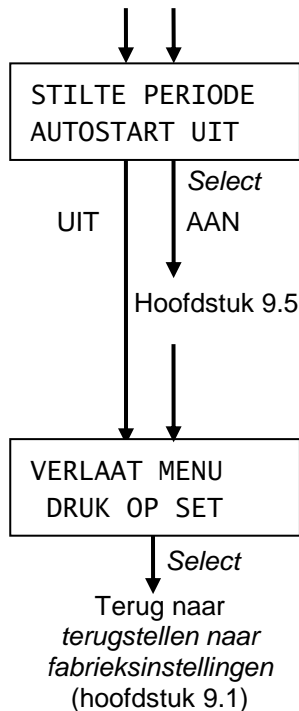 STILTE PERIODE
AUTOSTART UIT
Select
UIT AAN
Hoofdstuk 9.5
VERLAAT MENU
DRUK OP SET
Select
Terug naar
terugstellen naar
fabrieksinstellingen
(hoofdstuk 9.1)